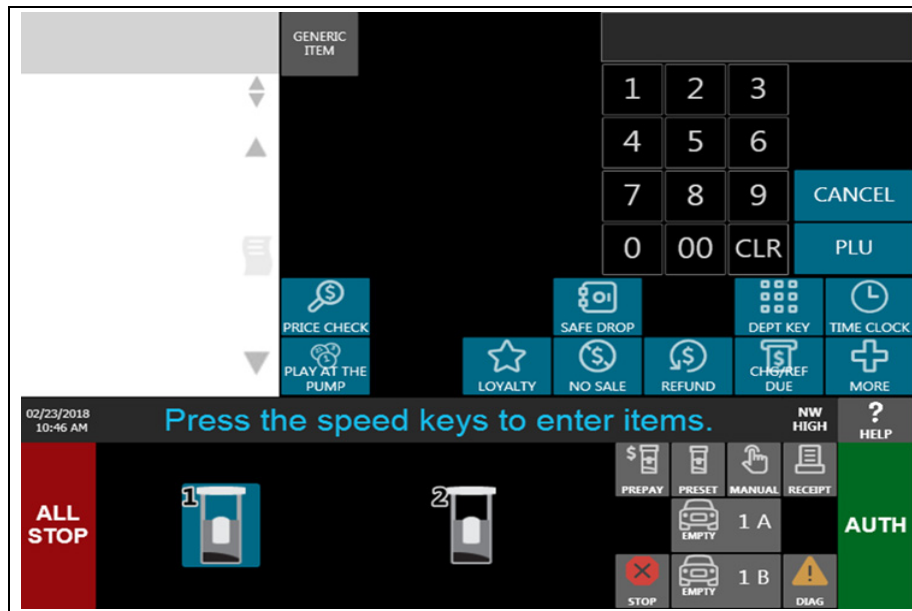 GENERIC
ITEM
1 2 3
4 5 6
7 8 9 CANCEL
0 00 CLR PLU
PRICE CHECK SAFE DROP DEPT KEY TIME CLOCK
PLAY AT THE
PUMP LOYALTY NO SALE REFUND CHG/REF
DUE MORE
02/23/2018
10:46 AM
Press the speed keys to enter items.
NW
HIGH
?
HELP
ALL
STOP
1 2
$
PREPAY PRESET MANUAL RECEIPT
EMPTY 1 A
AUTH
STOP EMPTY 1 B DIAG